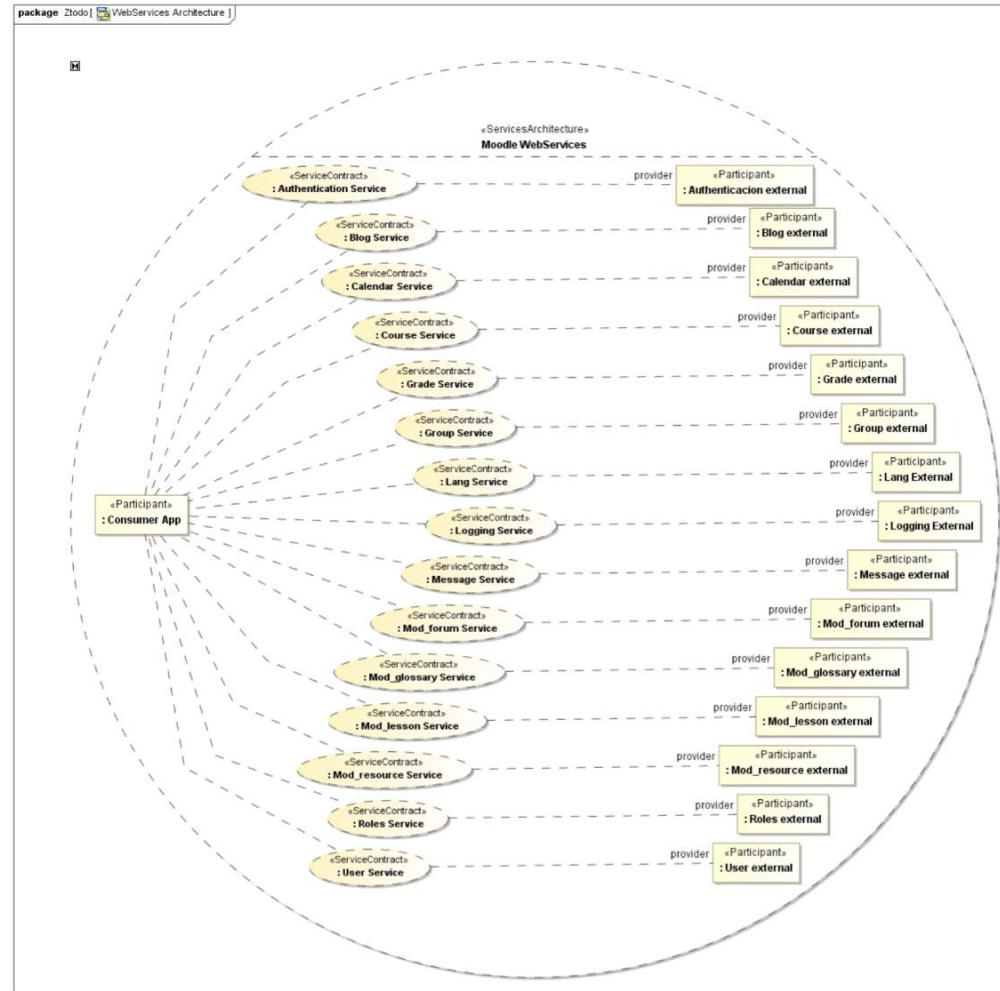 package Ztodo [ WebServices Architecture ]
M
«ServicesArchitecture»
Moodle WebServices
«ServiceContract»
: Authentication Service
provider
«Participant»
: Authenticacion external
«ServiceContract»
: Blog Service
provider
«Participant»
: Blog external
«ServiceContract»
: Calendar Service
provider
«Participant»
: Calendar external
«ServiceContract»
: Course Service
provider
«Participant»
: Course external
«ServiceContract»
: Grade Service
provider
«Participant»
: Grade external
«ServiceContract»
: Group Service
provider
«Participant»
: Group external
«ServiceContract»
: Lang Service
provider
«Participant»
: Lang External
«Participant»
: Consumer App
«ServiceContract»
: Logging Service
provider
«Participant»
: Logging External
«ServiceContract»
: Message Service
provider
«Participant»
: Message external
«ServiceContract»
: Mod_forum Service
provider
«Participant»
: Mod_forum external
«ServiceContract»
: Mod_glossary Service
provider
«Participant»
: Mod_glossary external
«ServiceContract»
: Mod_lesson Service
provider
«Participant»
: Mod_lesson external
«ServiceContract»
: Mod_resource Service
provider
«Participant»
: Mod_resource external
«ServiceContract»
: Roles Service
provider
«Participant»
: Roles external
«ServiceContract»
: User Service
provider
«Participant»
: User external